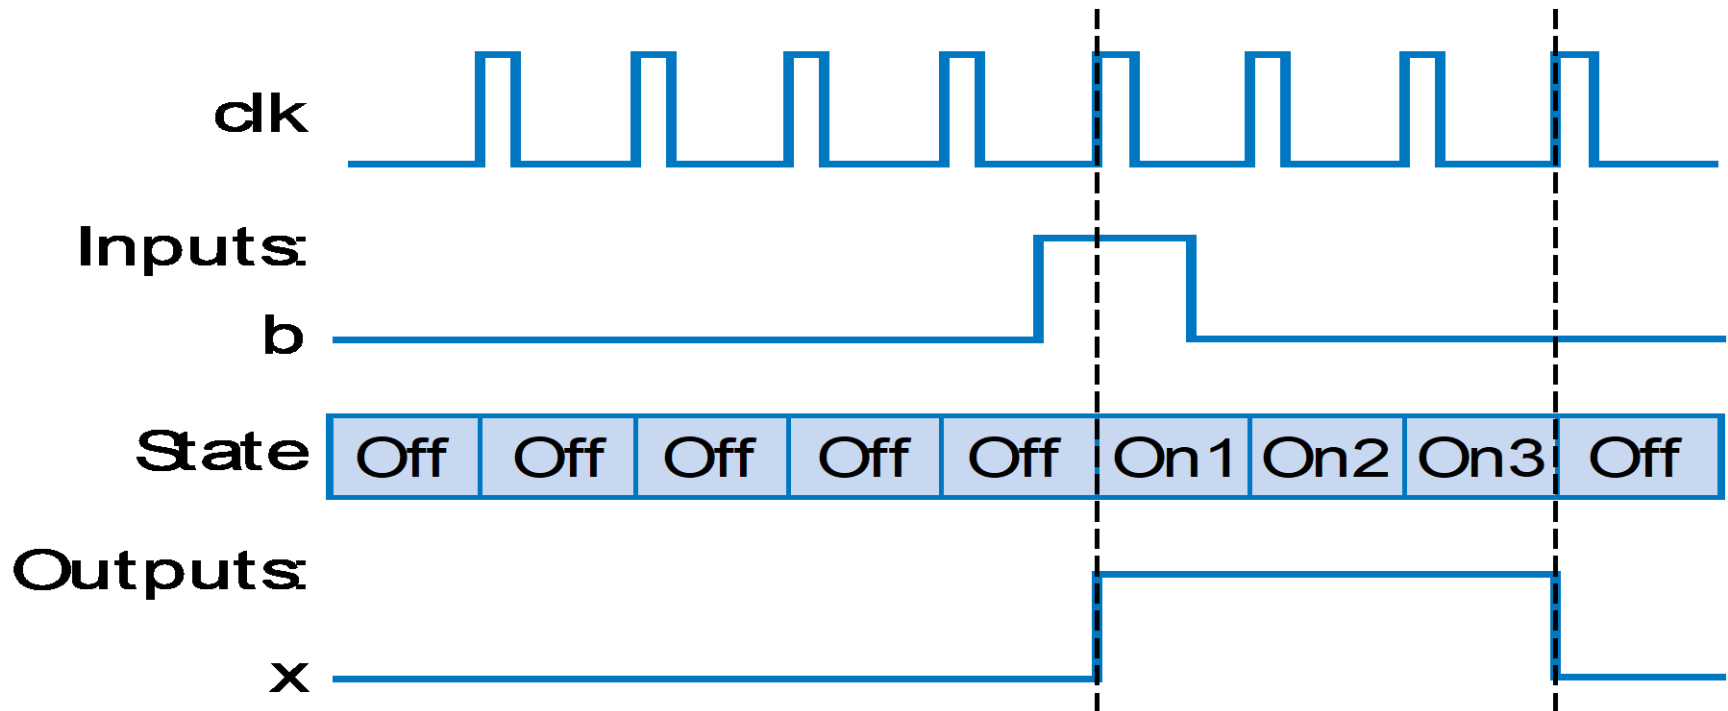 clk
Inputs:
b
State Off Off Off Off Off On1 On2 On3 Off
Outputs:
x